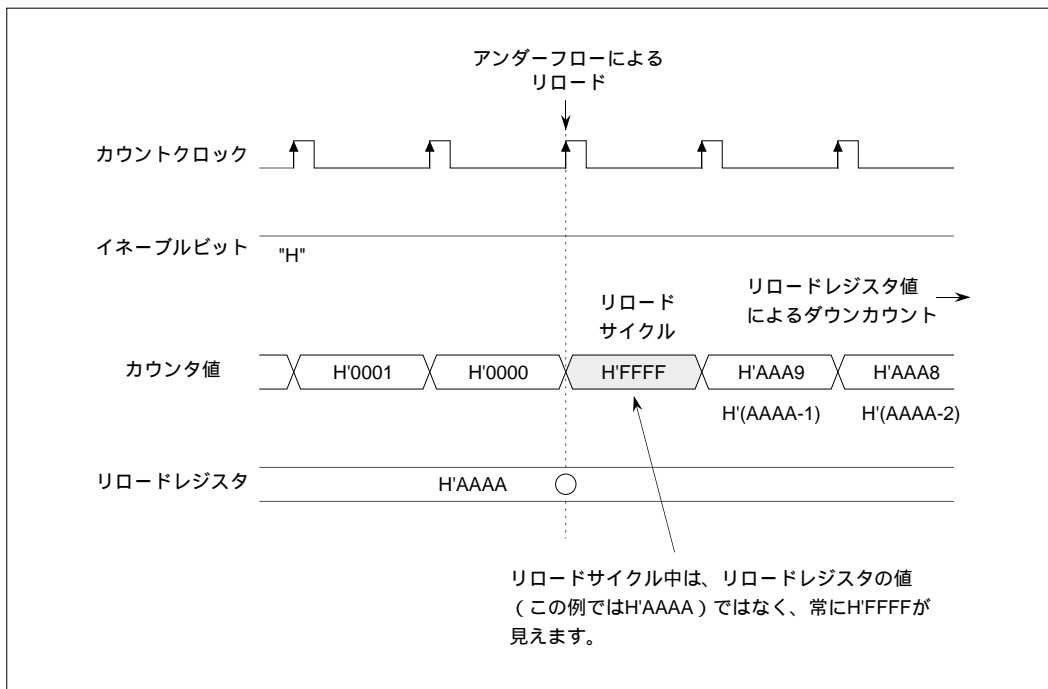 アンダーフローによる
リロード
カウントクロック
イネーブルビット
"H"
リロード
サイクル
リロードレジスタ値
によるダウンカウント
カウンタ値
H'0001
H'0000
H'FFFF
H'AAA9
H'AAA8
H'(AAAA-1)
H'(AAAA-2)
リロードレジスタ
H'AAAA
リロードサイクル中は、リロードレジスタの値
(この例ではH'AAAA)ではなく、常にH'FFFFが
見えます。